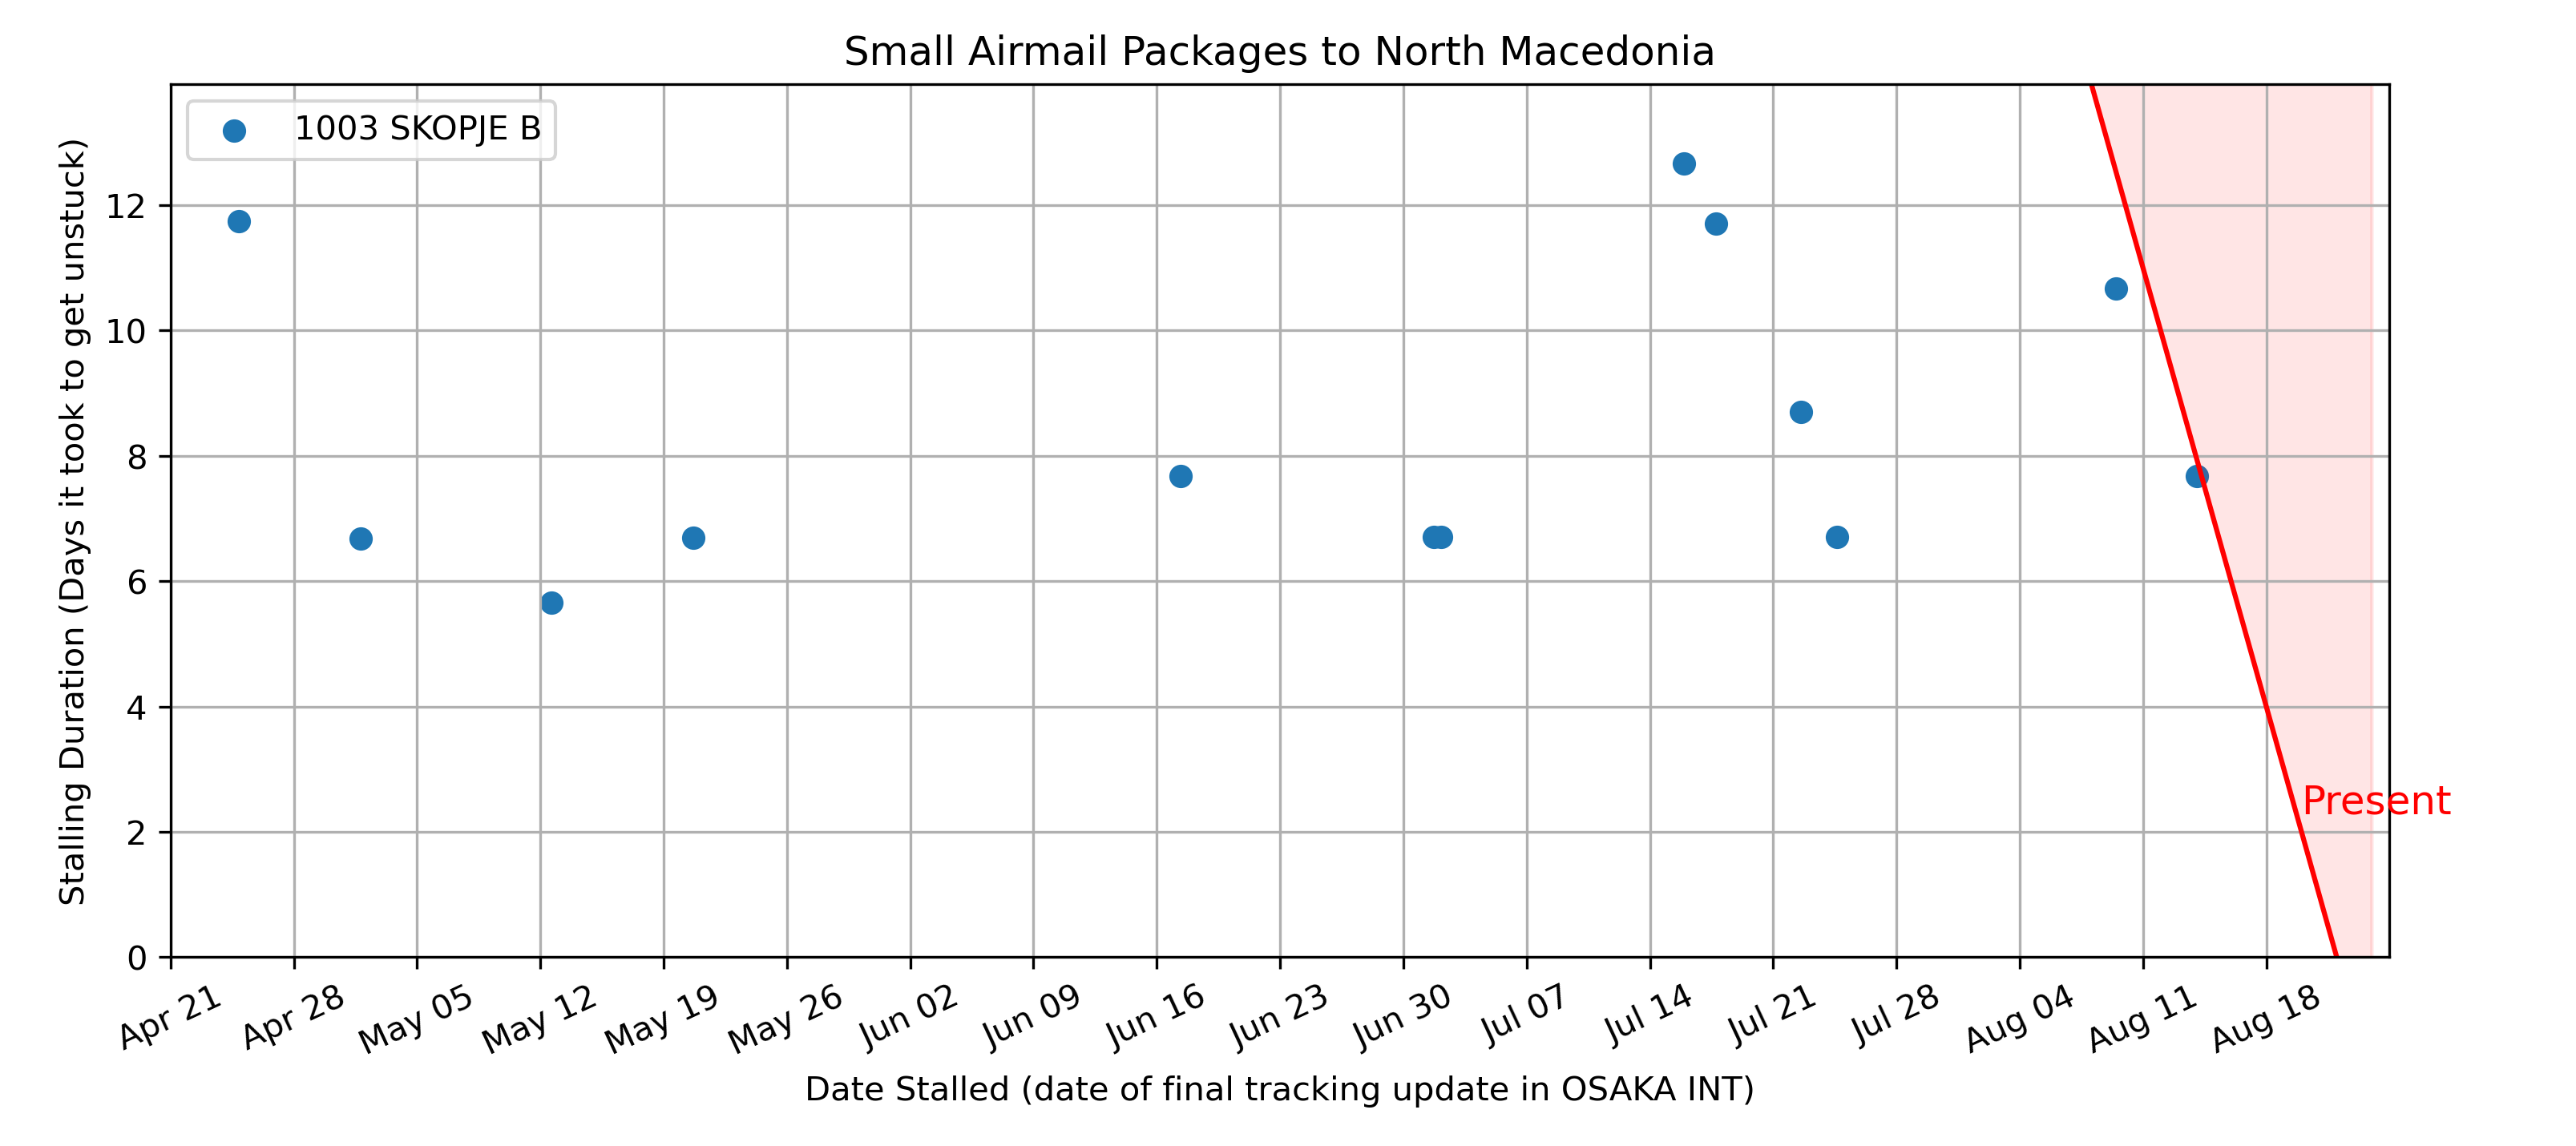 Small Airmail Packages to North Macedonia
1003 SKOPJE B
Stalling Duration (Days it took to get unstuck)
12
10
8
6
4
2
0
Present
Apr 21
Apr 28
May 05
May 12
May 19
May 26
Jun 02
Jun 09
Jun 16
Jun 23
Jun 30
Jul 07
Jul 14
Jul 21
Jul 28
Aug 04
Aug 11
Aug 18
Date Stalled (date of final tracking update in OSAKA INT)